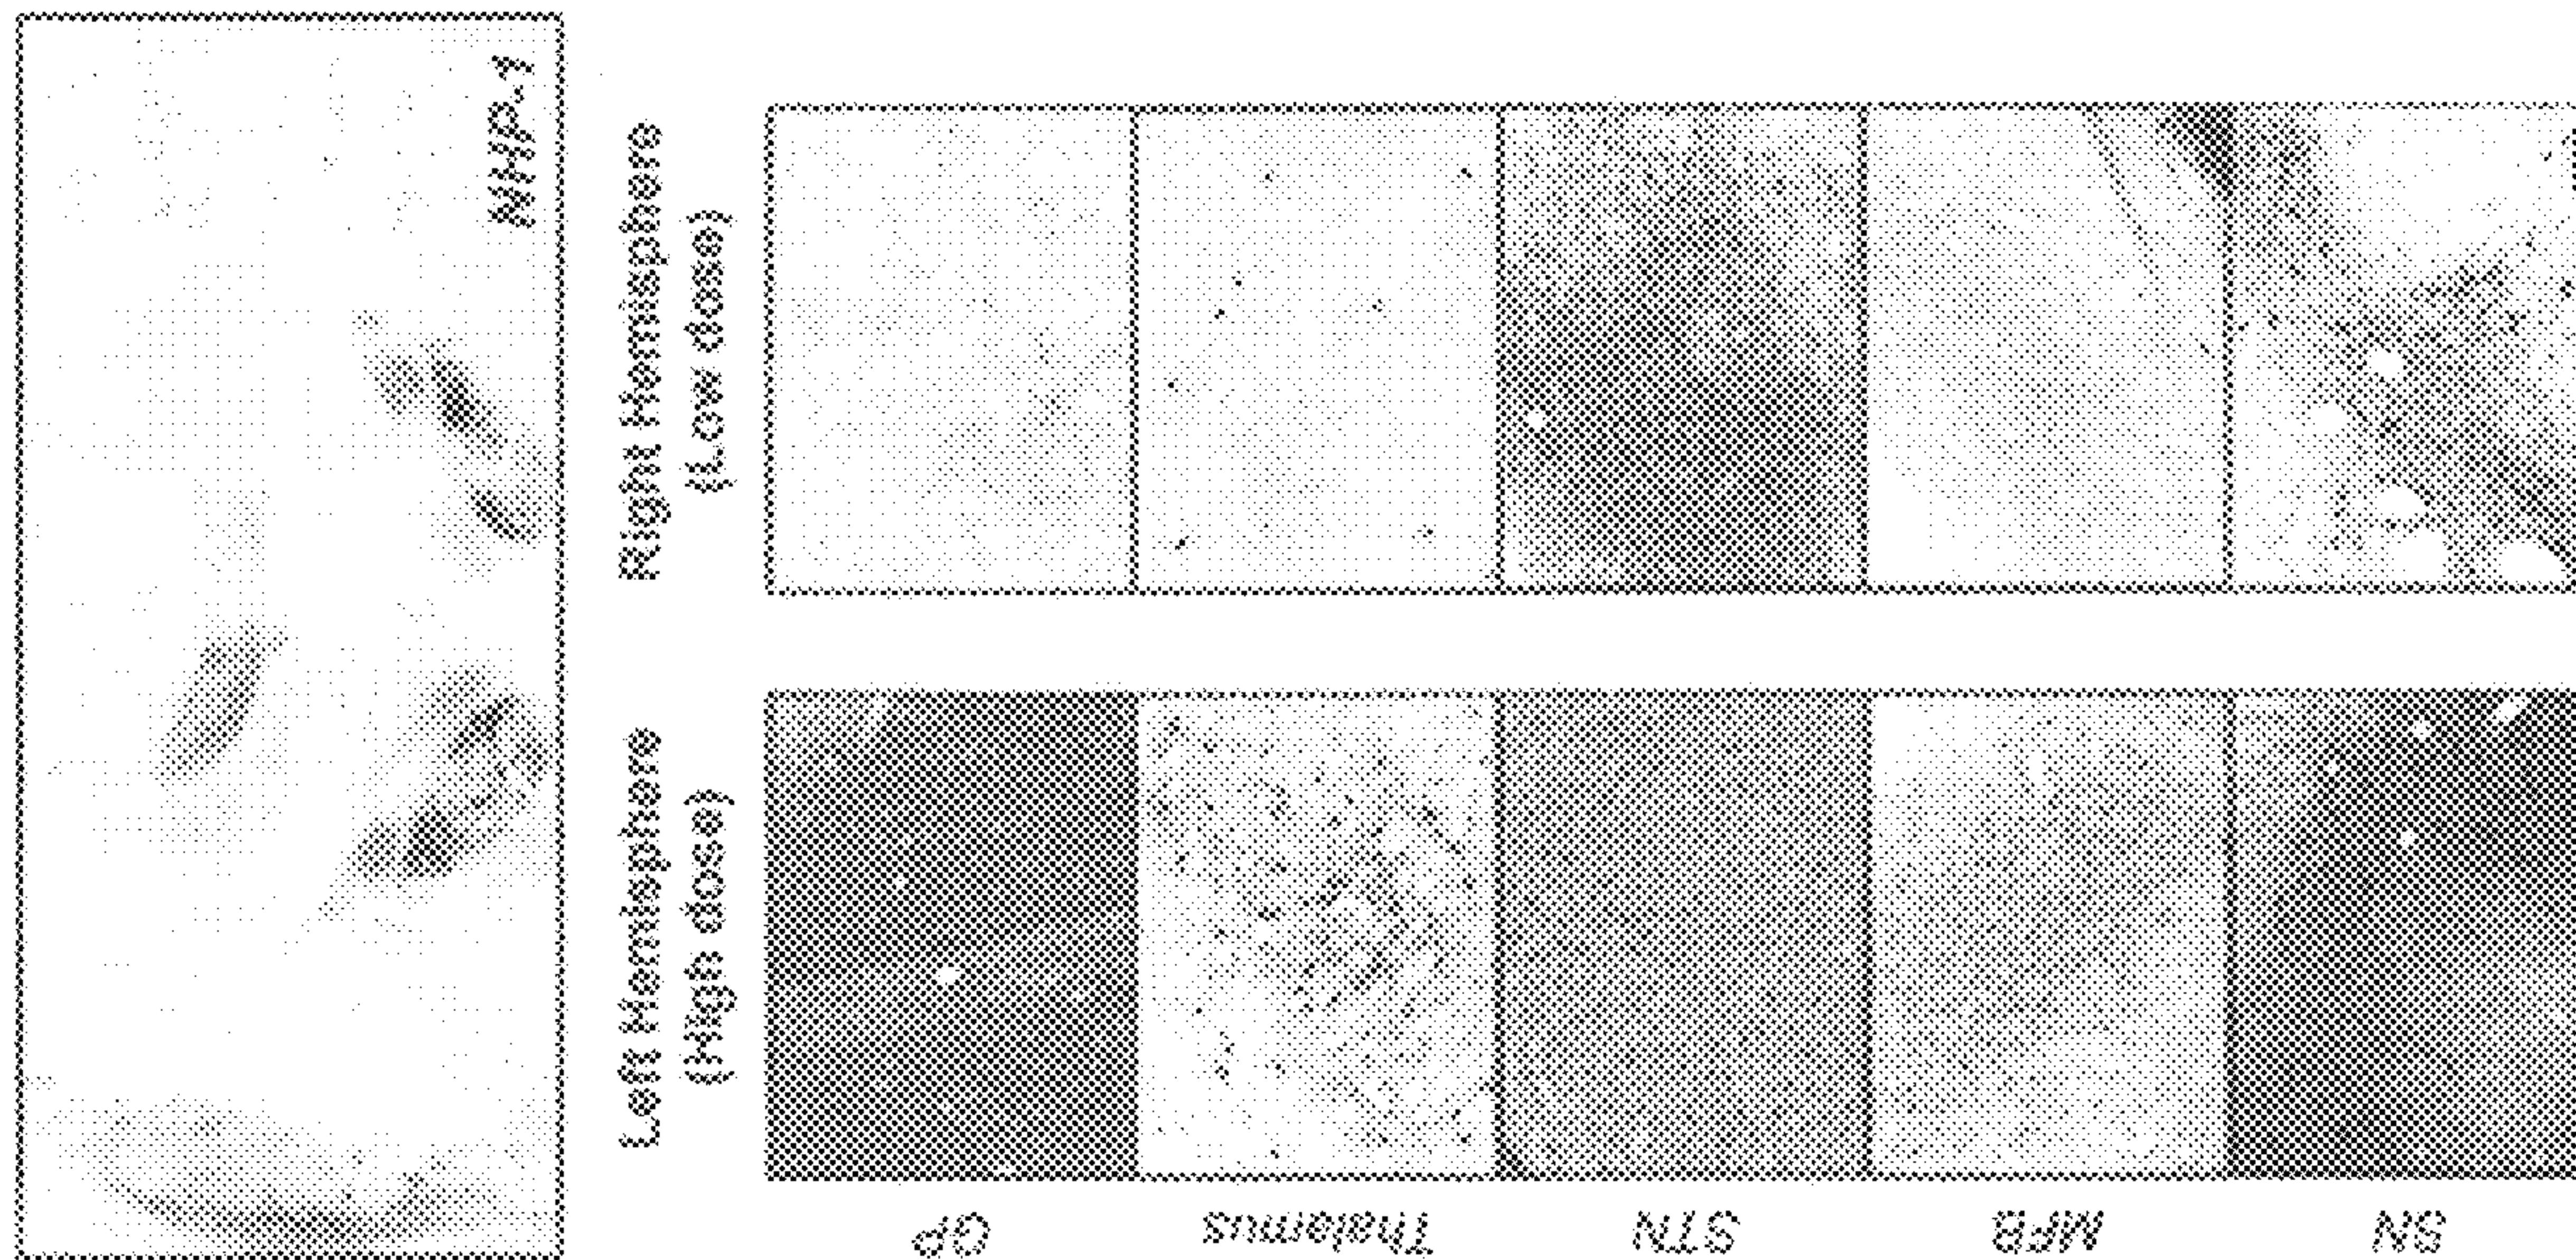 NHP-1
Left Hemisphere
(High dose)
Right Hemisphere
(Low dose)
GP
Thalamus
STN
MFB
SN